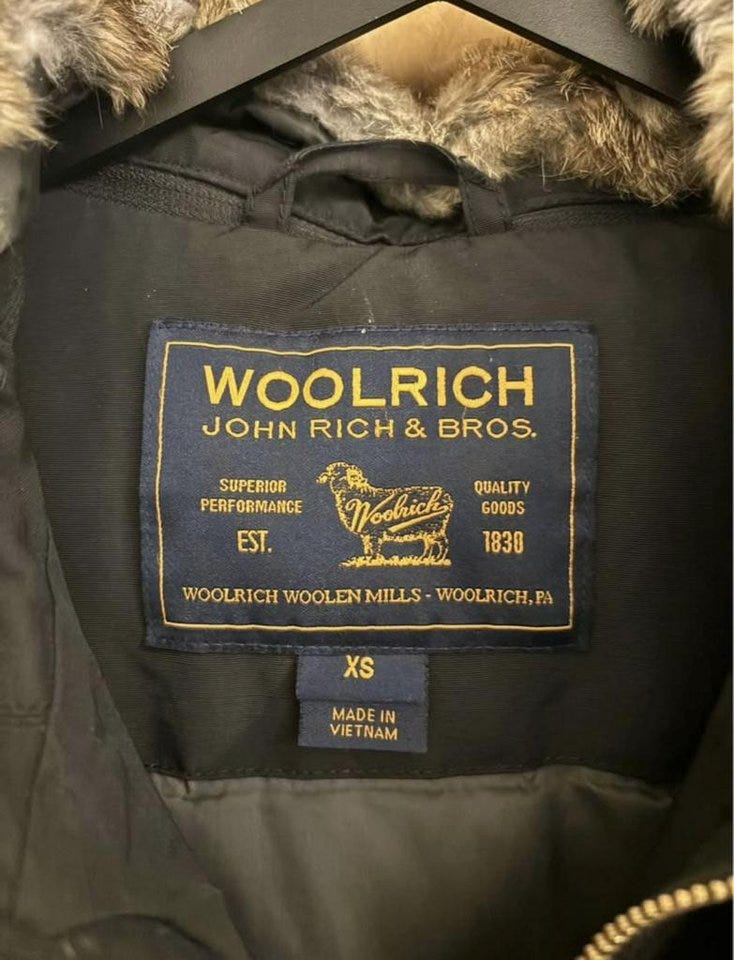 WOOLRICH
JOHN RICH & BROS.
SUPERIOR
PERFORMANCE
EST.
Woolrich
QUALITY
GOODS
1830
WOOLRICH WOOLEN MILLS - WOOLRICH, PA
XS
MADE IN
VIETNAM